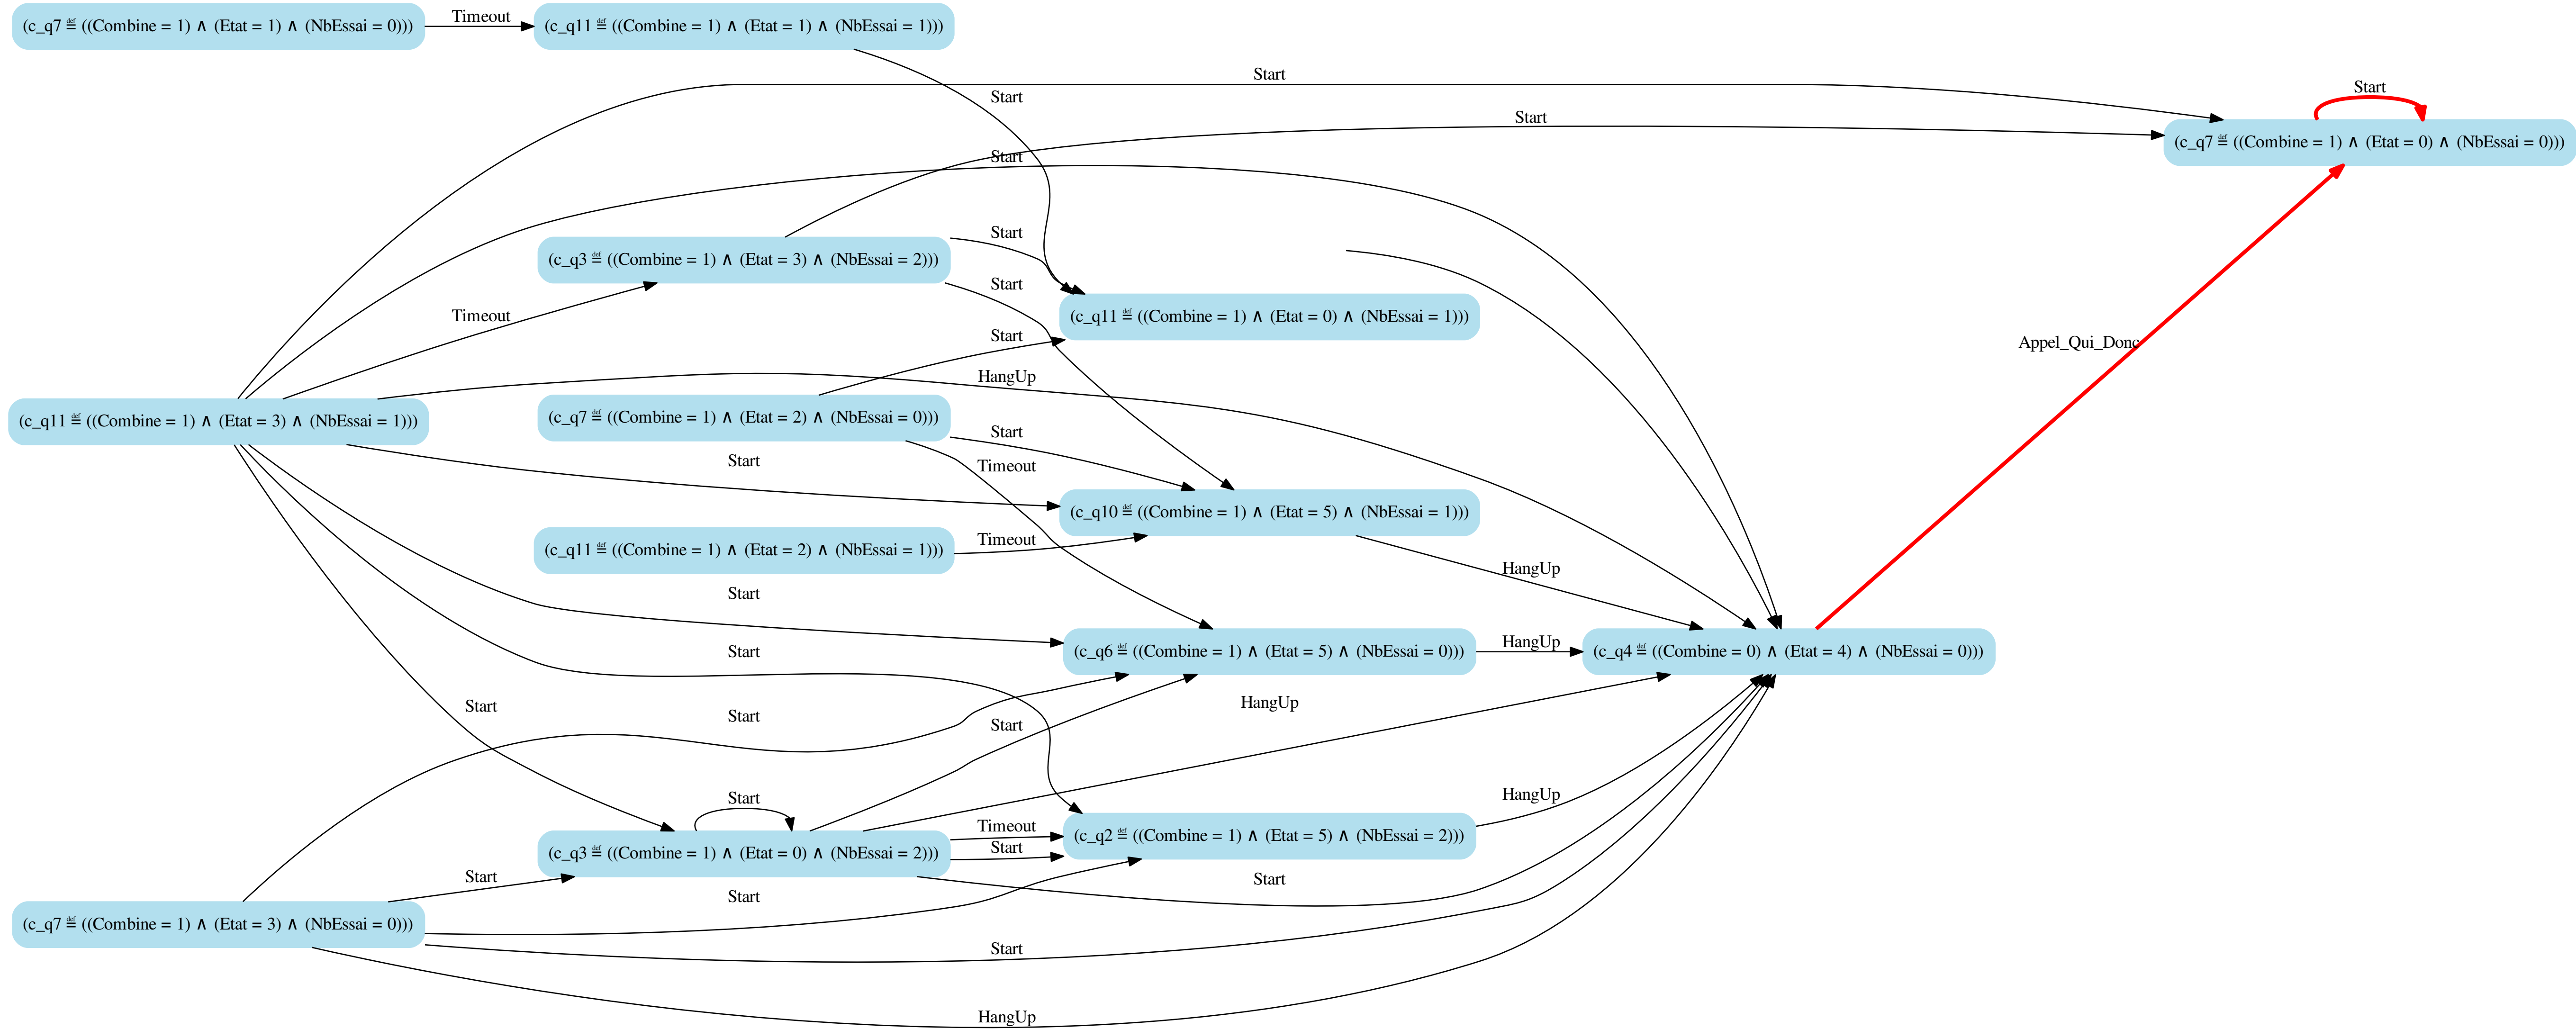 (c_q7 ≝ ((Combine = 1) ∧ (Etat = 1) ∧ (NbEssai = 0)))
Timeout
(c_q11 ≝ ((Combine = 1) ∧ (Etat = 1) ∧ (NbEssai = 1)))
Start
Start
Start
Start
(c_q7 ≝ ((Combine = 1) ∧ (Etat = 0) ∧ (NbEssai = 0)))
Start
Start
(c_q3 ≝ ((Combine = 1) ∧ (Etat = 3) ∧ (NbEssai = 2)))
Start
Timeout
(c_q11 ≝ ((Combine = 1) ∧ (Etat = 0) ∧ (NbEssai = 1)))
Start
Appel_Qui_Donc
HangUp
(c_q11 ≝ ((Combine = 1) ∧ (Etat = 3) ∧ (NbEssai = 1)))
(c_q7 ≝ ((Combine = 1) ∧ (Etat = 2) ∧ (NbEssai = 0)))
Start
Start
Timeout
(c_q10 ≝ ((Combine = 1) ∧ (Etat = 5) ∧ (NbEssai = 1)))
(c_q11 ≝ ((Combine = 1) ∧ (Etat = 2) ∧ (NbEssai = 1)))
Timeout
HangUp
Start
Start
(c_q6 ≝ ((Combine = 1) ∧ (Etat = 5) ∧ (NbEssai = 0)))
HangUp
(c_q4 ≝ ((Combine = 0) ∧ (Etat = 4) ∧ (NbEssai = 0)))
Start
Start
Start
HangUp
Start
HangUp
(c_q3 ≝ ((Combine = 1) ∧ (Etat = 0) ∧ (NbEssai = 2)))
Timeout
Start
(c_q2 ≝ ((Combine = 1) ∧ (Etat = 5) ∧ (NbEssai = 2)))
Start
Start
Start
(c_q7 ≝ ((Combine = 1) ∧ (Etat = 3) ∧ (NbEssai = 0)))
Start
HangUp